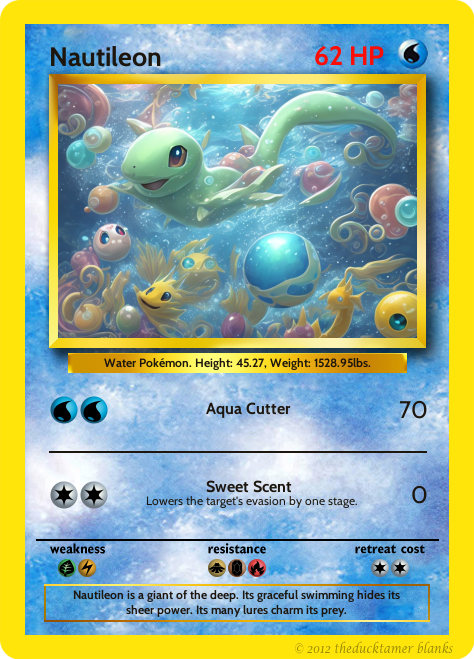 Nautileon 62 HP
Water Pokémon. Height: 45.27, Weight: 1528.95lbs.
Aqua Cutter 70
Sweet Scent 0
Lowers the target's evasion by one stage.
weakness resistance retreat cost
Nautileon is a giant of the deep. Its graceful swimming hides its
sheer power. Its many lures charm its prey.
© 2012 theducktamer blanks